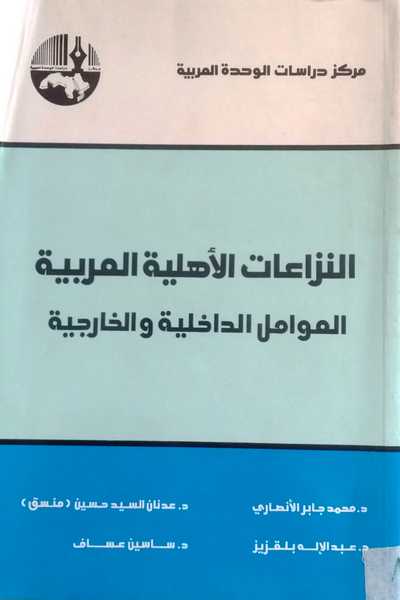 مركز دراسات الوحدة العربية
النزاعات الأهلية العربية
العوامل الداخلية والخارجية
د. محمد جابر الأنصاري د. عدنان السيد حسين (منسق)
د. عبد الإله بلقزيز د. ساسين عساف